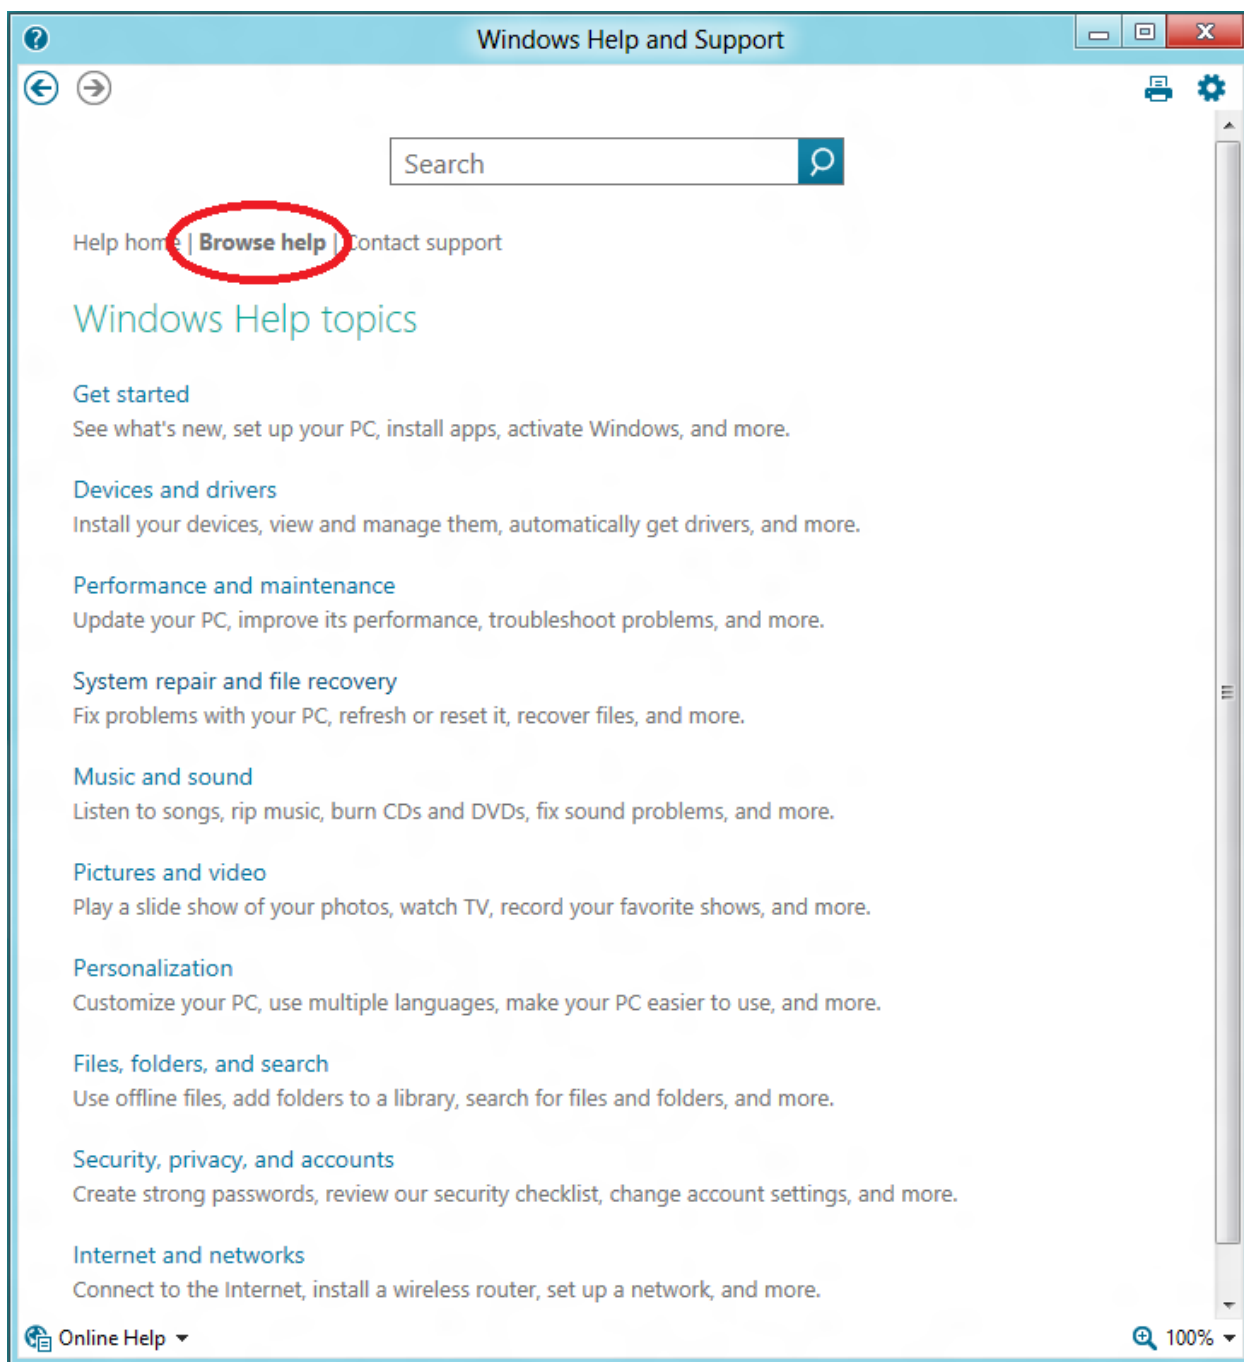 Windows Help and Support
Search
Help home | Browse help | Contact support
Windows Help topics
Get started
See what's new, set up your PC, install apps, activate Windows, and more.
Devices and drivers
Install your devices, view and manage them, automatically get drivers, and more.
Performance and maintenance
Update your PC, improve its performance, troubleshoot problems, and more.
System repair and file recovery
Fix problems with your PC, refresh or reset it, recover files, and more.
Music and sound
Listen to songs, rip music, burn CDs and DVDs, fix sound problems, and more.
Pictures and video
Play a slide show of your photos, watch TV, record your favorite shows, and more.
Personalization
Customize your PC, use multiple languages, make your PC easier to use, and more.
Files, folders, and search
Use offline files, add folders to a library, search for files and folders, and more.
Security, privacy, and accounts
Create strong passwords, review our security checklist, change account settings, and more.
Internet and networks
Connect to the Internet, install a wireless router, set up a network, and more.
Online Help
100%